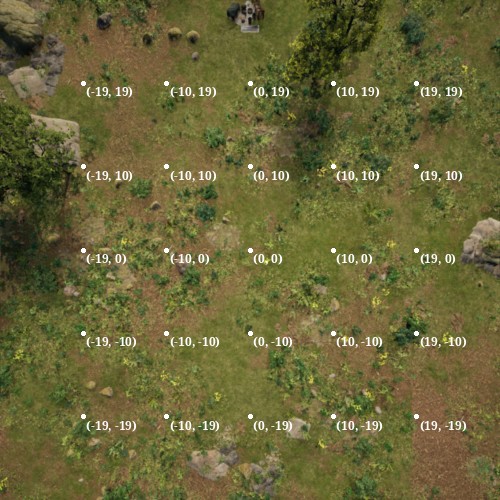 (-19, 19) (-10, 19) (0, 19) (10, 19) (19, 19)
(-19, 10) (-10, 10) (0, 10) (10, 10) (19, 10)
(-19, 0) (-10, 0) (0, 0) (10, 0) (19, 0)
(-19, -10) (-10, -10) (0, -10) (10, -10) (19, -10)
(-19, -19) (-10, -19) (0, -19) (10, -19) (19, -19)